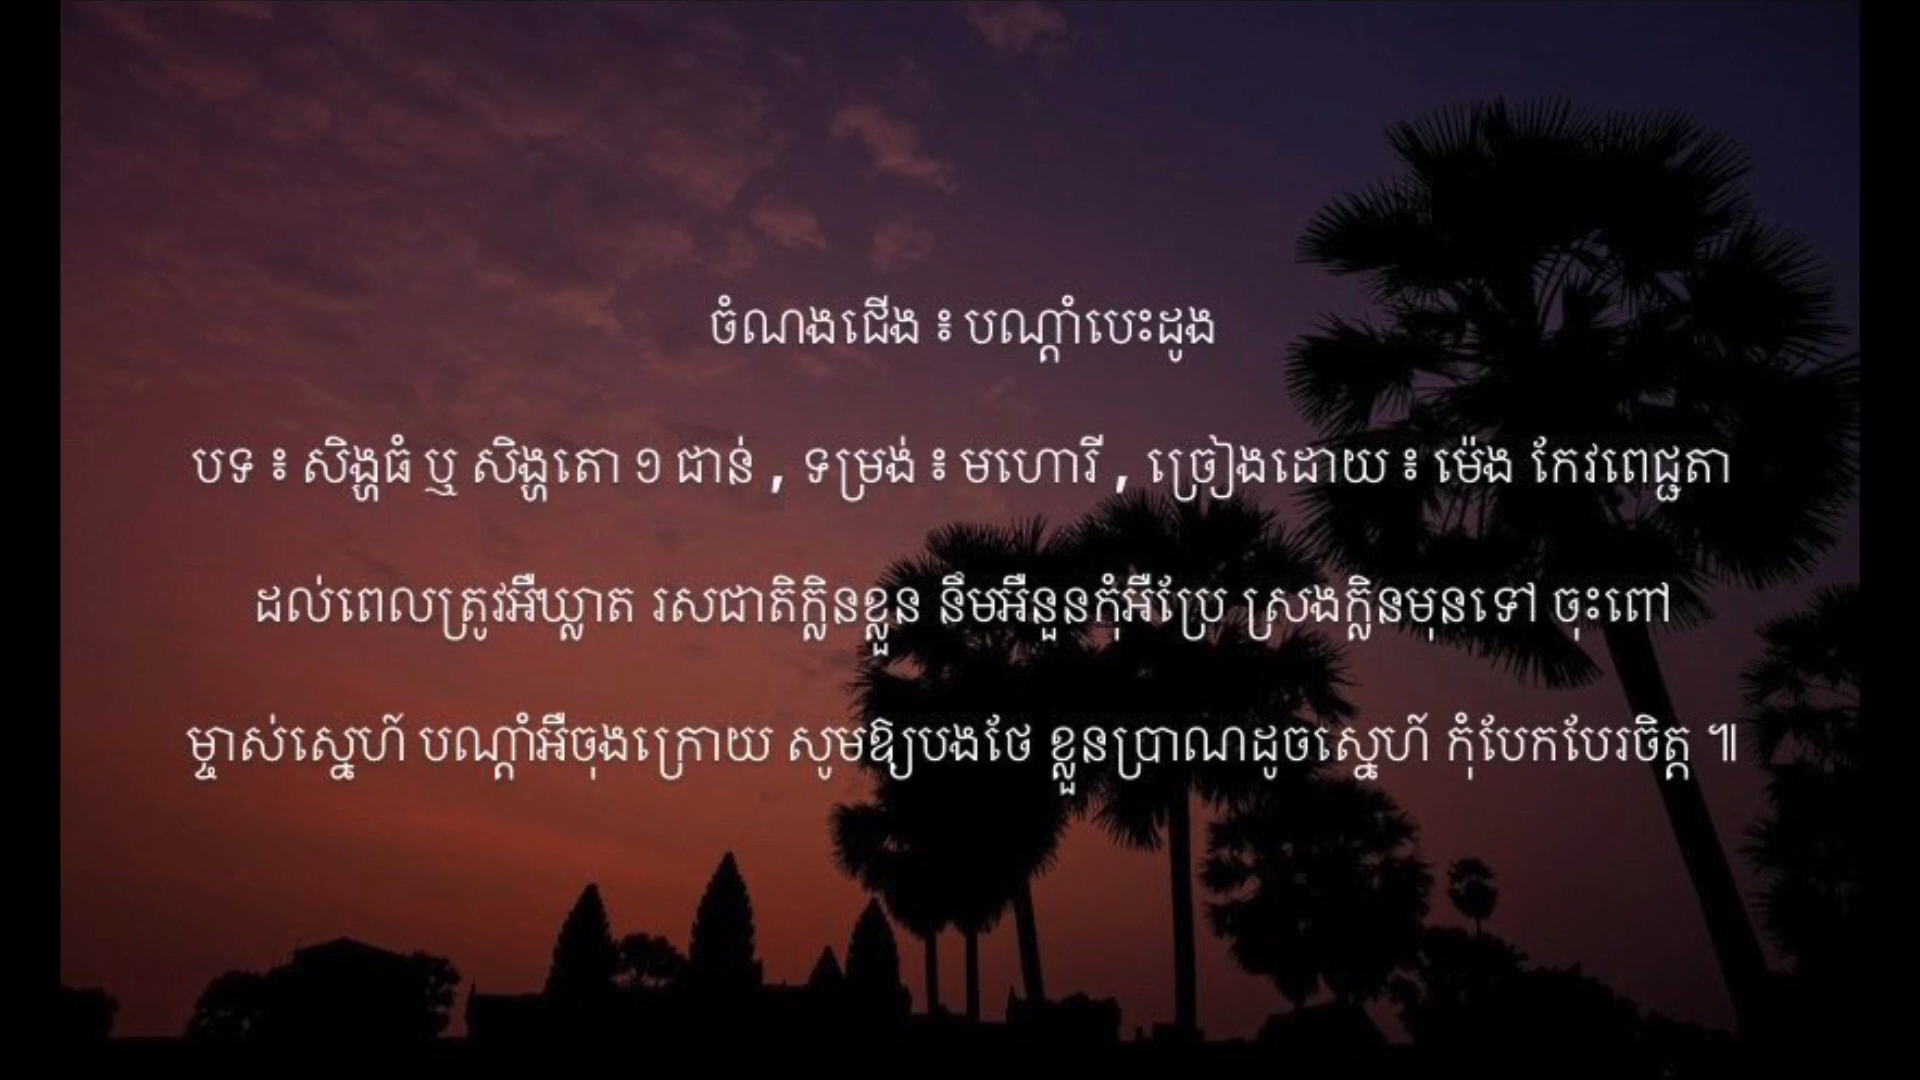 ចំណងជើង ៖ បណ្ដាំបេះដូង
បទ ៖ សិង្ហធំ ឬ សិង្ហតោ ១ ជាន់ , ទម្រង់ ៖ មហោរី , ច្រៀងដោយ ៖ ម៉េង កែវពេជ្ជតា
ដល់ពេលត្រូវអឺឃ្លាត រសជាតិក្លិនខ្លួន នឹមអឺនួនកុំអឺប្រែ ស្រងក្លិនមុនទៅ ចុះពៅ
ម្ចាស់ស្នេហ៍ បណ្ដាំអឺចុងក្រោយ សូមឱ្យបងថែ ខ្លួនប្រាណដូចស្នេហ៍ កុំបែកបែរចិត្ត ៕